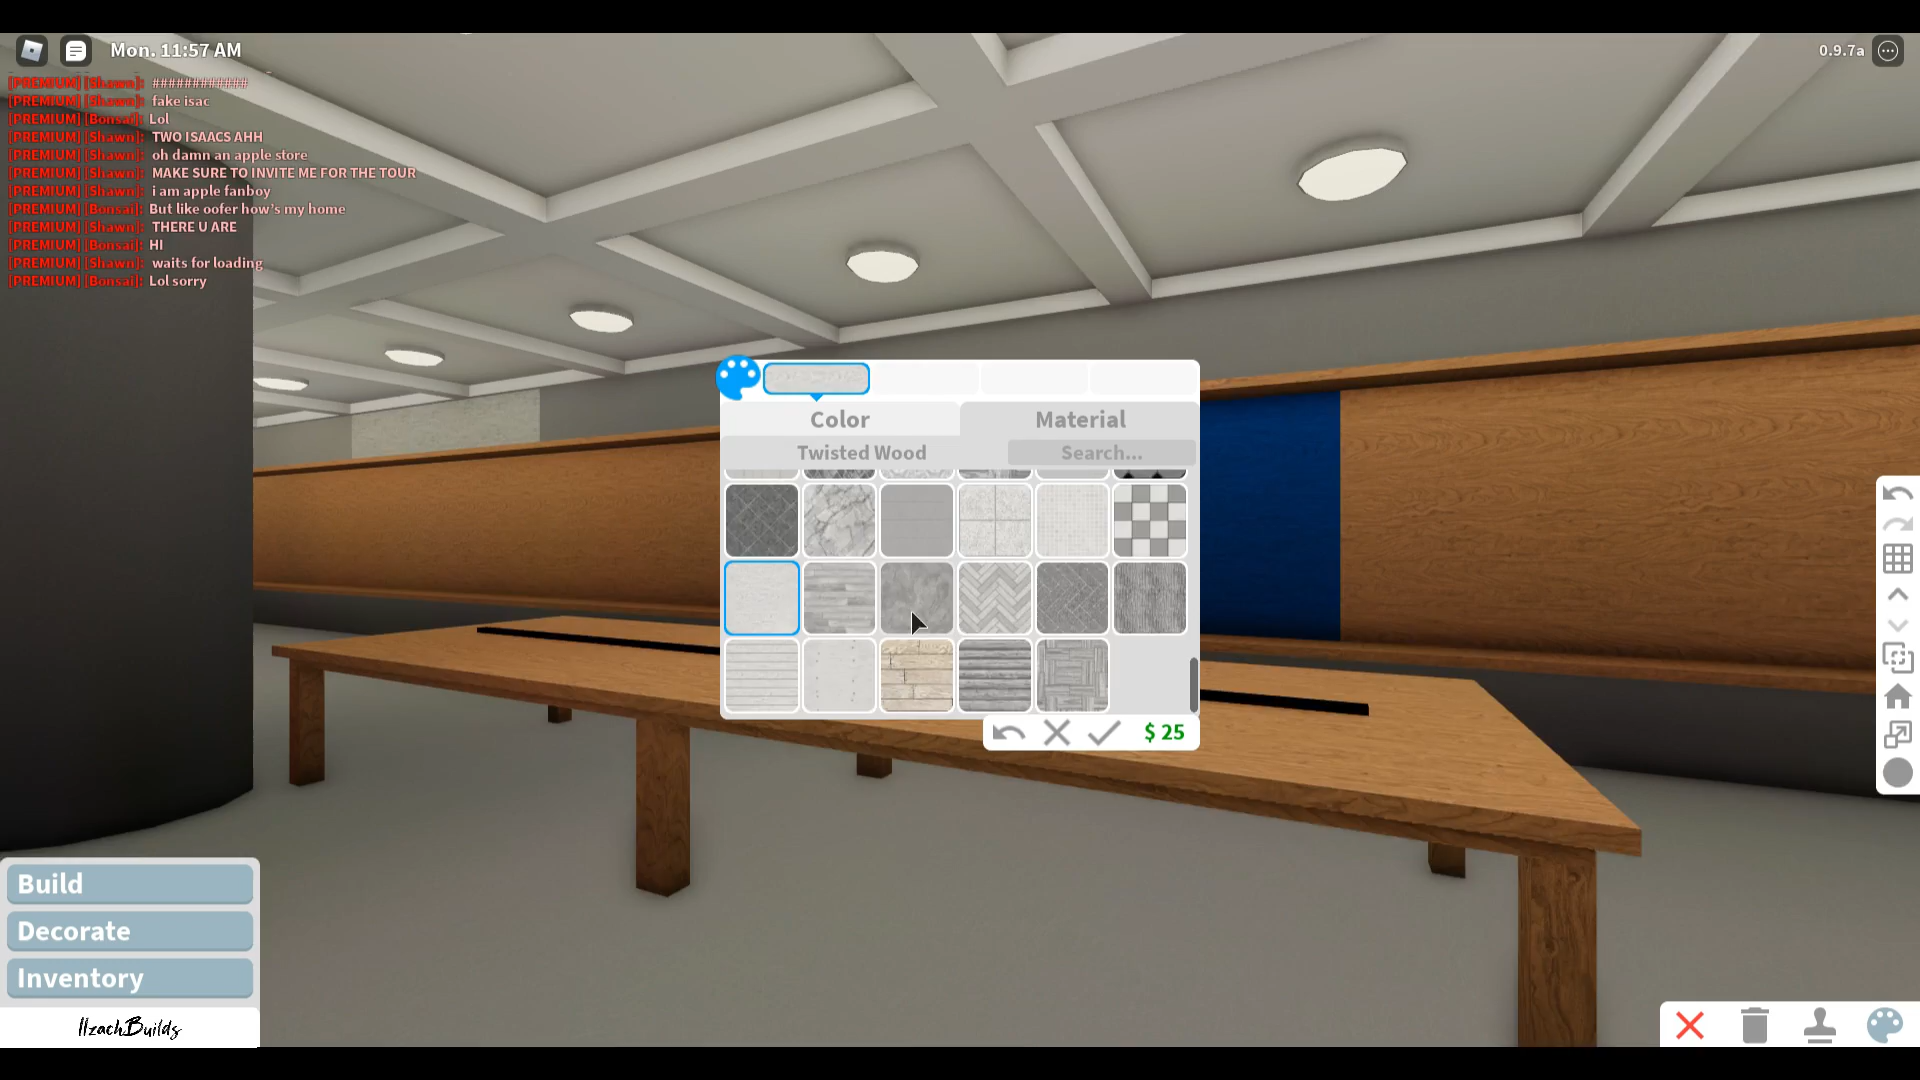 Mon. 11:57 AM
0.9.7a
[PREMIUM] [Shawn]: ############
[PREMIUM] [Shawn]: fake isac
[PREMIUM] [Bonsai]: Lol
[PREMIUM] [Shawn]: TWO ISAACS AHH
[PREMIUM] [Shawn]: oh damn an apple store
[PREMIUM] [Shawn]: MAKE SURE TO INVITE ME FOR THE TOUR
[PREMIUM] [Shawn]: i am apple fanboy
[PREMIUM] [Bonsai]: But like oofer how's my home
[PREMIUM] [Shawn]: THERE U ARE
[PREMIUM] [Bonsai]: HI
[PREMIUM] [Shawn]: waits for loading
[PREMIUM] [Bonsai]: Lol sorry
Color
Material
Twisted Wood
Search...
$ 25
Build
Decorate
Inventory
IIzachBuilds